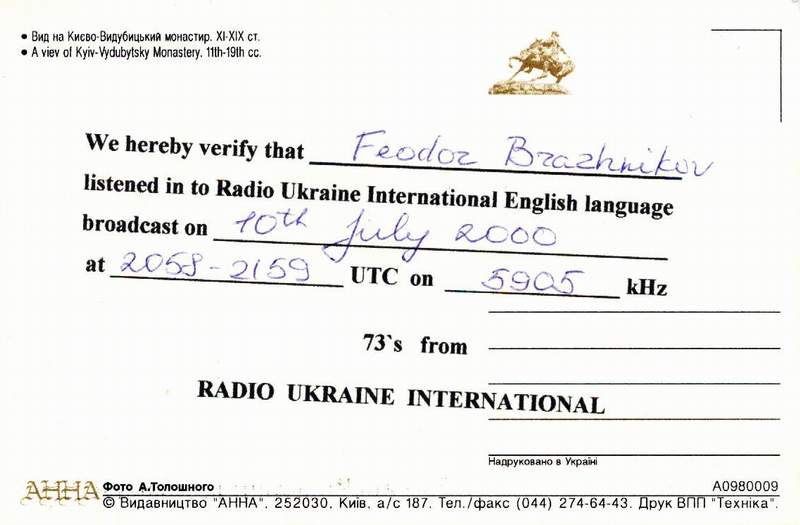 • Вид на Києво-Видубицький монастир. XI-XIX ст.
• A viev of Kyiv-Vydubytsky Monastery. 11th-19th cc.
We hereby verify that Feodor Brazhnikov
listened in to Radio Ukraine International English language
broadcast on 10th July 2000
at 2058-2159 UTC on 5905 kHz
73`s from
RADIO UKRAINE INTERNATIONAL
Надруковано в Україні
АННА Фото А.Толошного A0980009
© Видавництво "АННА", 252030, Київ, а/с 187. Тел./факс (044) 274-64-43. Друк ВПП "Техніка".